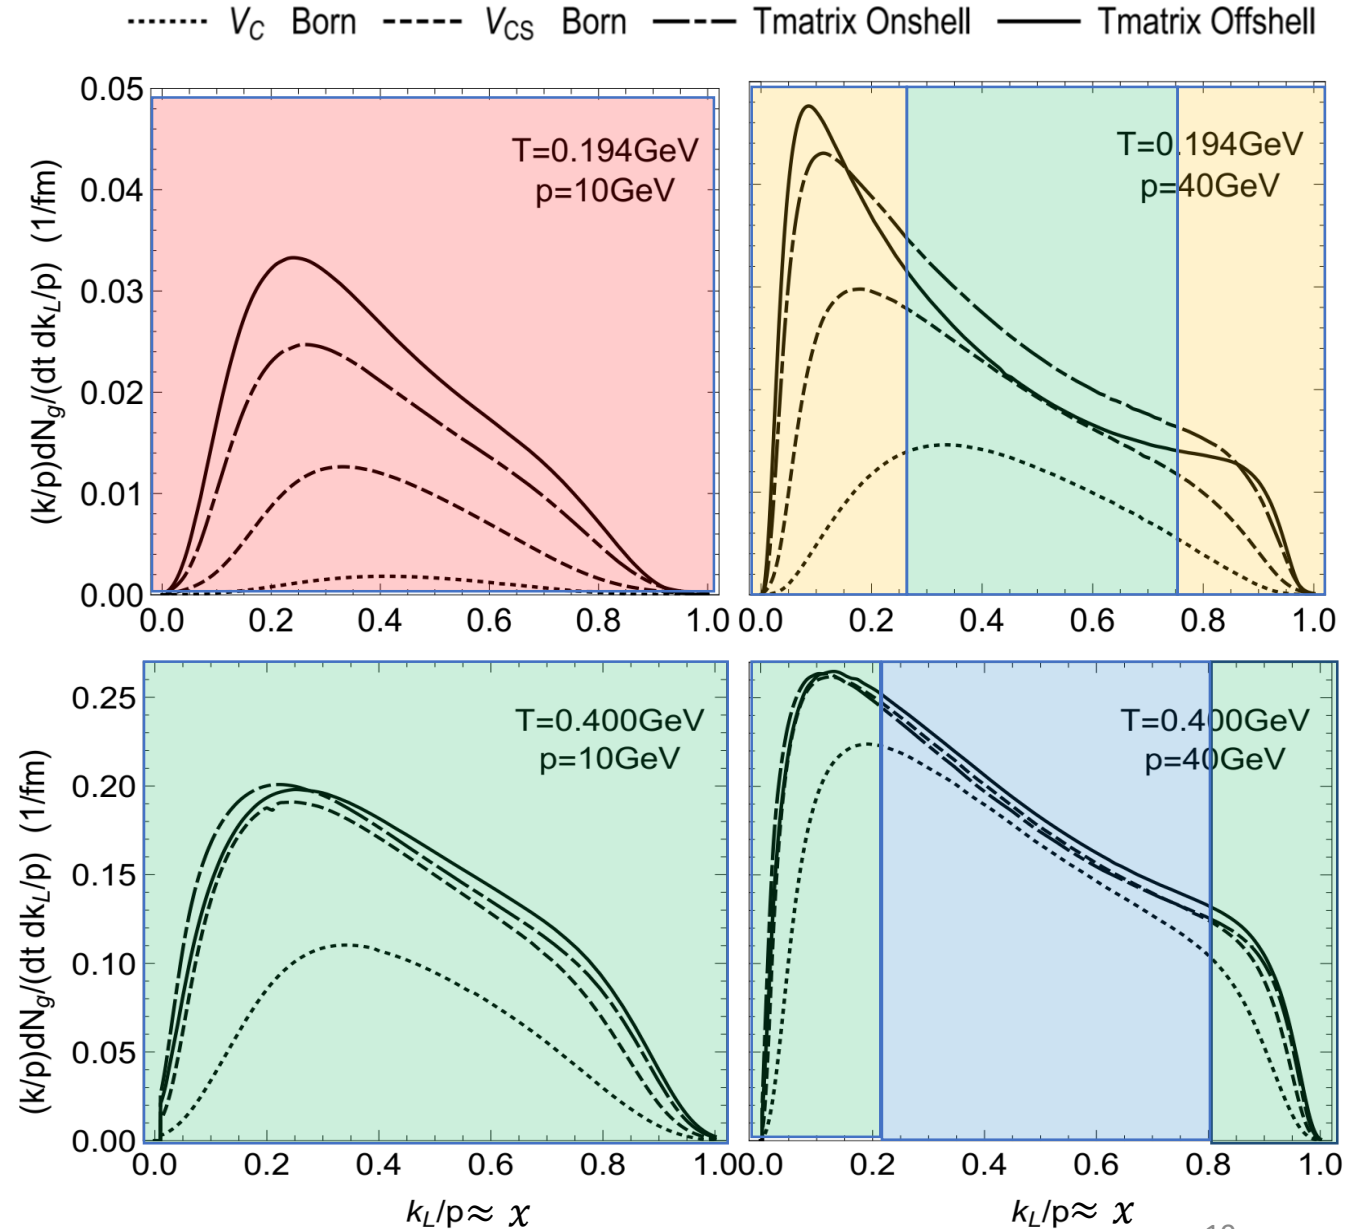 V_C Born V_CS Born Tmatrix Onshell Tmatrix Offshell
(k/p)dN_g/(dt dk_L/p) (1/fm)
0.05
0.04
0.03
0.02
0.01
0.00
T=0.194GeV
p=10GeV
0.0 0.2 0.4 0.6 0.8 1.0
T=0.194GeV
p=40GeV
0.0 0.2 0.4 0.6 0.8 1.0
(k/p)dN_g/(dt dk_L/p) (1/fm)
0.25
0.20
0.15
0.10
0.05
0.00
T=0.400GeV
p=10GeV
0.0 0.2 0.4 0.6 0.8 1.0
k_L/p≈ x
T=0.400GeV
p=40GeV
0.0 0.2 0.4 0.6 0.8 1.0
k_L/p≈ x